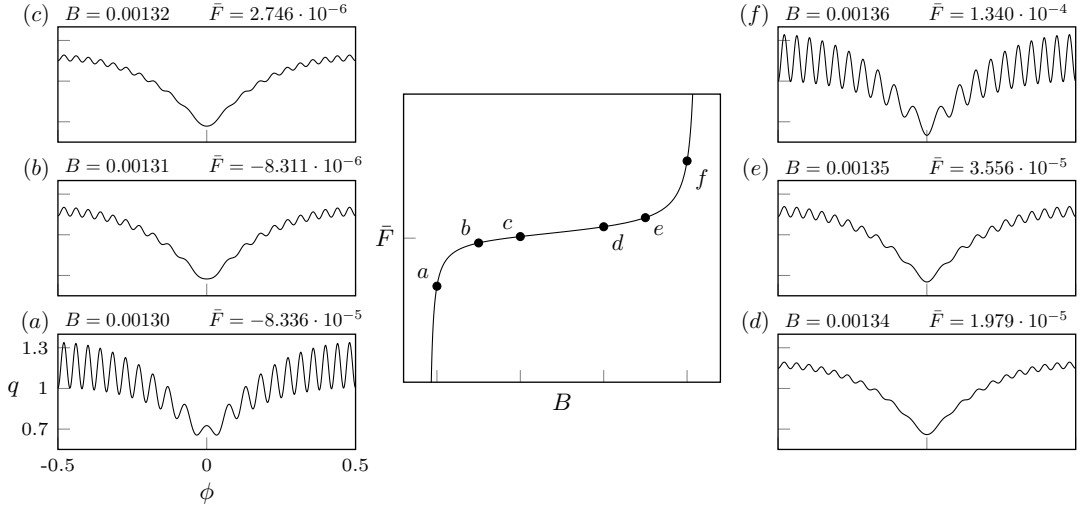 (c) B = 0.00132 F̄ = 2.746 · 10⁻⁶
(b) B = 0.00131 F̄ = −8.311 · 10⁻⁶
(a) B = 0.00130 F̄ = −8.336 · 10⁻⁵
1.3
q 1
0.7
-0.5 0 0.5
ϕ
F̄
a
b
c
d
e
f
B
(f) B = 0.00136 F̄ = 1.340 · 10⁻⁴
(e) B = 0.00135 F̄ = 3.556 · 10⁻⁵
(d) B = 0.00134 F̄ = 1.979 · 10⁻⁵